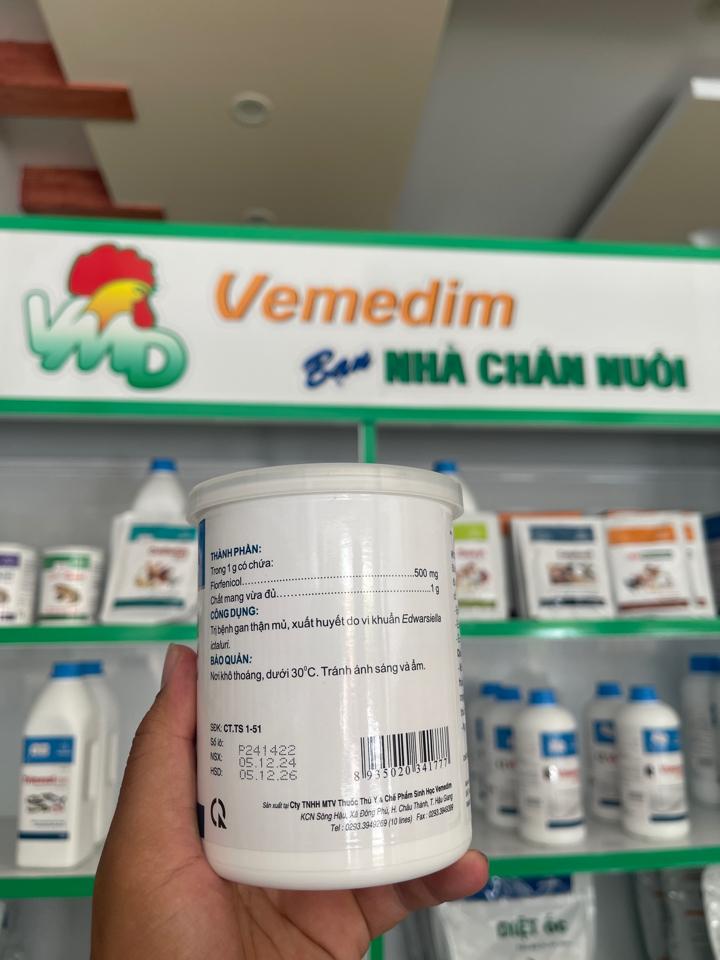 VMD
Vemedim
Bạn NHÀ CHĂN NUÔI
THÀNH PHẦN:
Trong 1 g có chứa:
Florfenicol..........................................500 mg
Chất mang vừa đủ..........................................1 g
CÔNG DỤNG:
Trị bệnh gan thận mủ, xuất huyết do vi khuẩn Edwarsiella
ictaluri.
BẢO QUẢN:
Nơi khô thoáng, dưới 30°C. Tránh ánh sáng và ẩm.
SĐK: CT.TS 1-51
Số lô: P241422
NSX: 05.12.24
HSD: 05.12.26
8 935020 341777
Sản xuất tại Cty TNHH MTV Thuốc Thú Y & Chế Phẩm Sinh Học Vemedim
KCN Sông Hậu, Xã Đông Phú, H. Châu Thành, T. Hậu Giang
Tel : 0293.3949269 (10 lines) Fax : 0293.3949